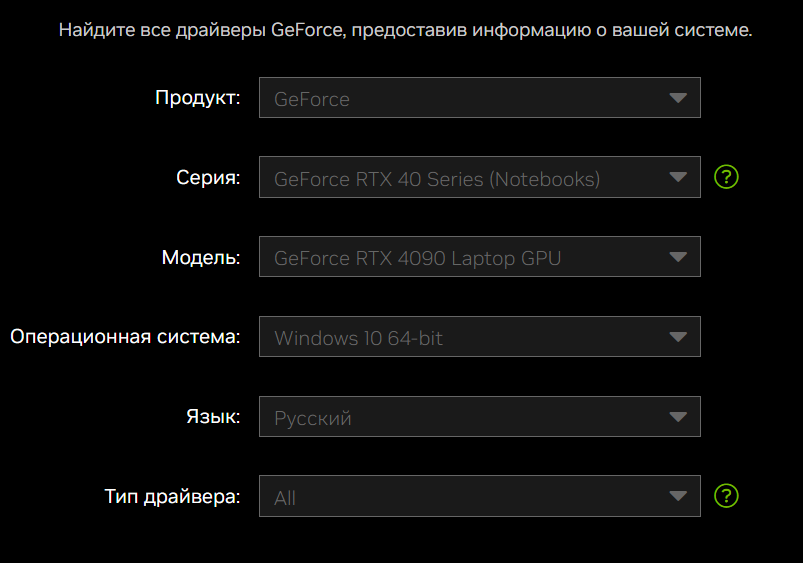 Найдите все драйверы GeForce, предоставив информацию о вашей системе.
Продукт: GeForce
Серия: GeForce RTX 40 Series (Notebooks) ?
Модель: GeForce RTX 4090 Laptop GPU
Операционная система: Windows 10 64-bit
Язык: Русский
Тип драйвера: All ?